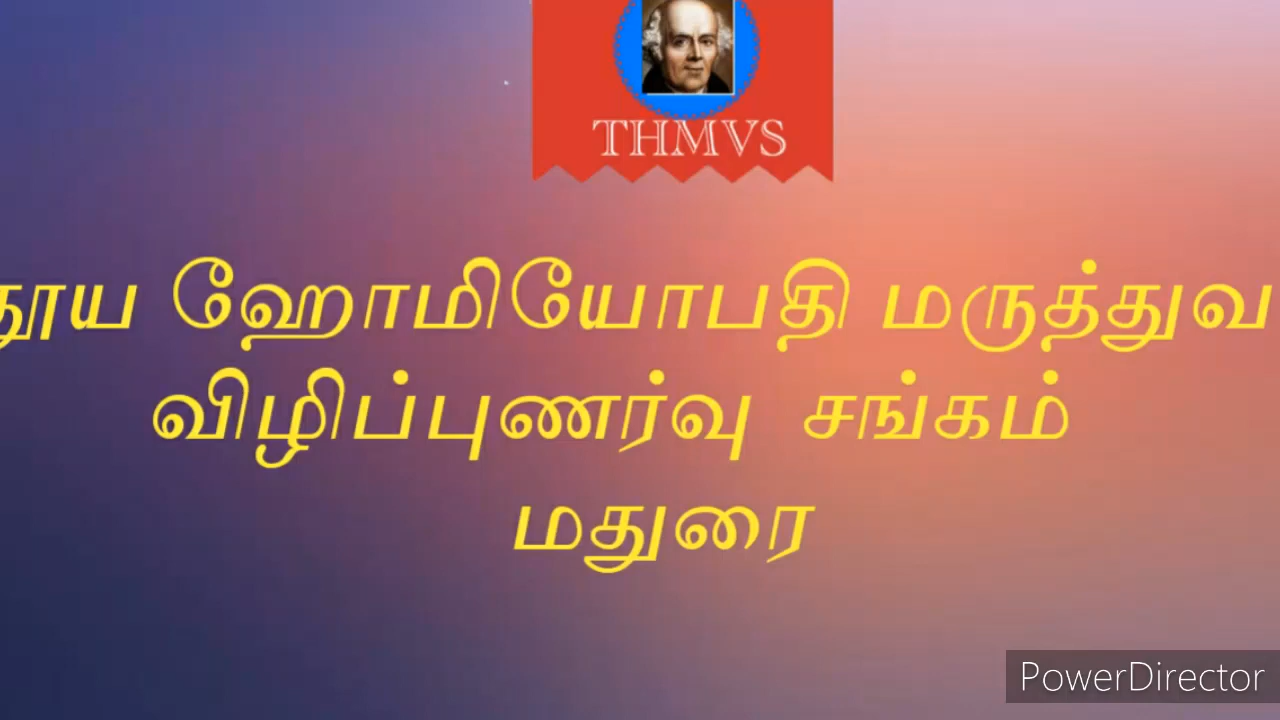 THMVS
தூய ஹோமியோபதி மருத்துவ
விழிப்புணர்வு சங்கம்
மதுரை
PowerDirector